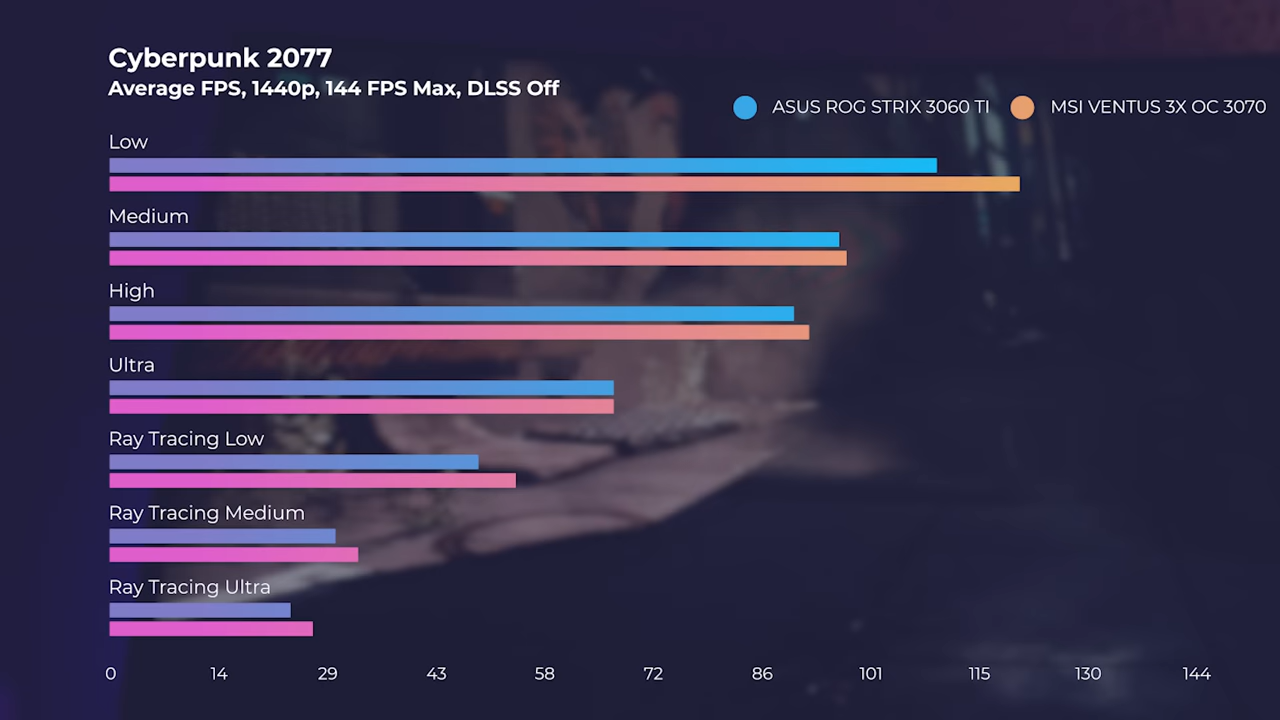 Cyberpunk 2077
Average FPS, 1440p, 144 FPS Max, DLSS Off
ASUS ROG STRIX 3060 TI MSI VENTUS 3X OC 3070
Low
Medium
High
Ultra
Ray Tracing Low
Ray Tracing Medium
Ray Tracing Ultra
0 14 29 43 58 72 86 101 115 130 144